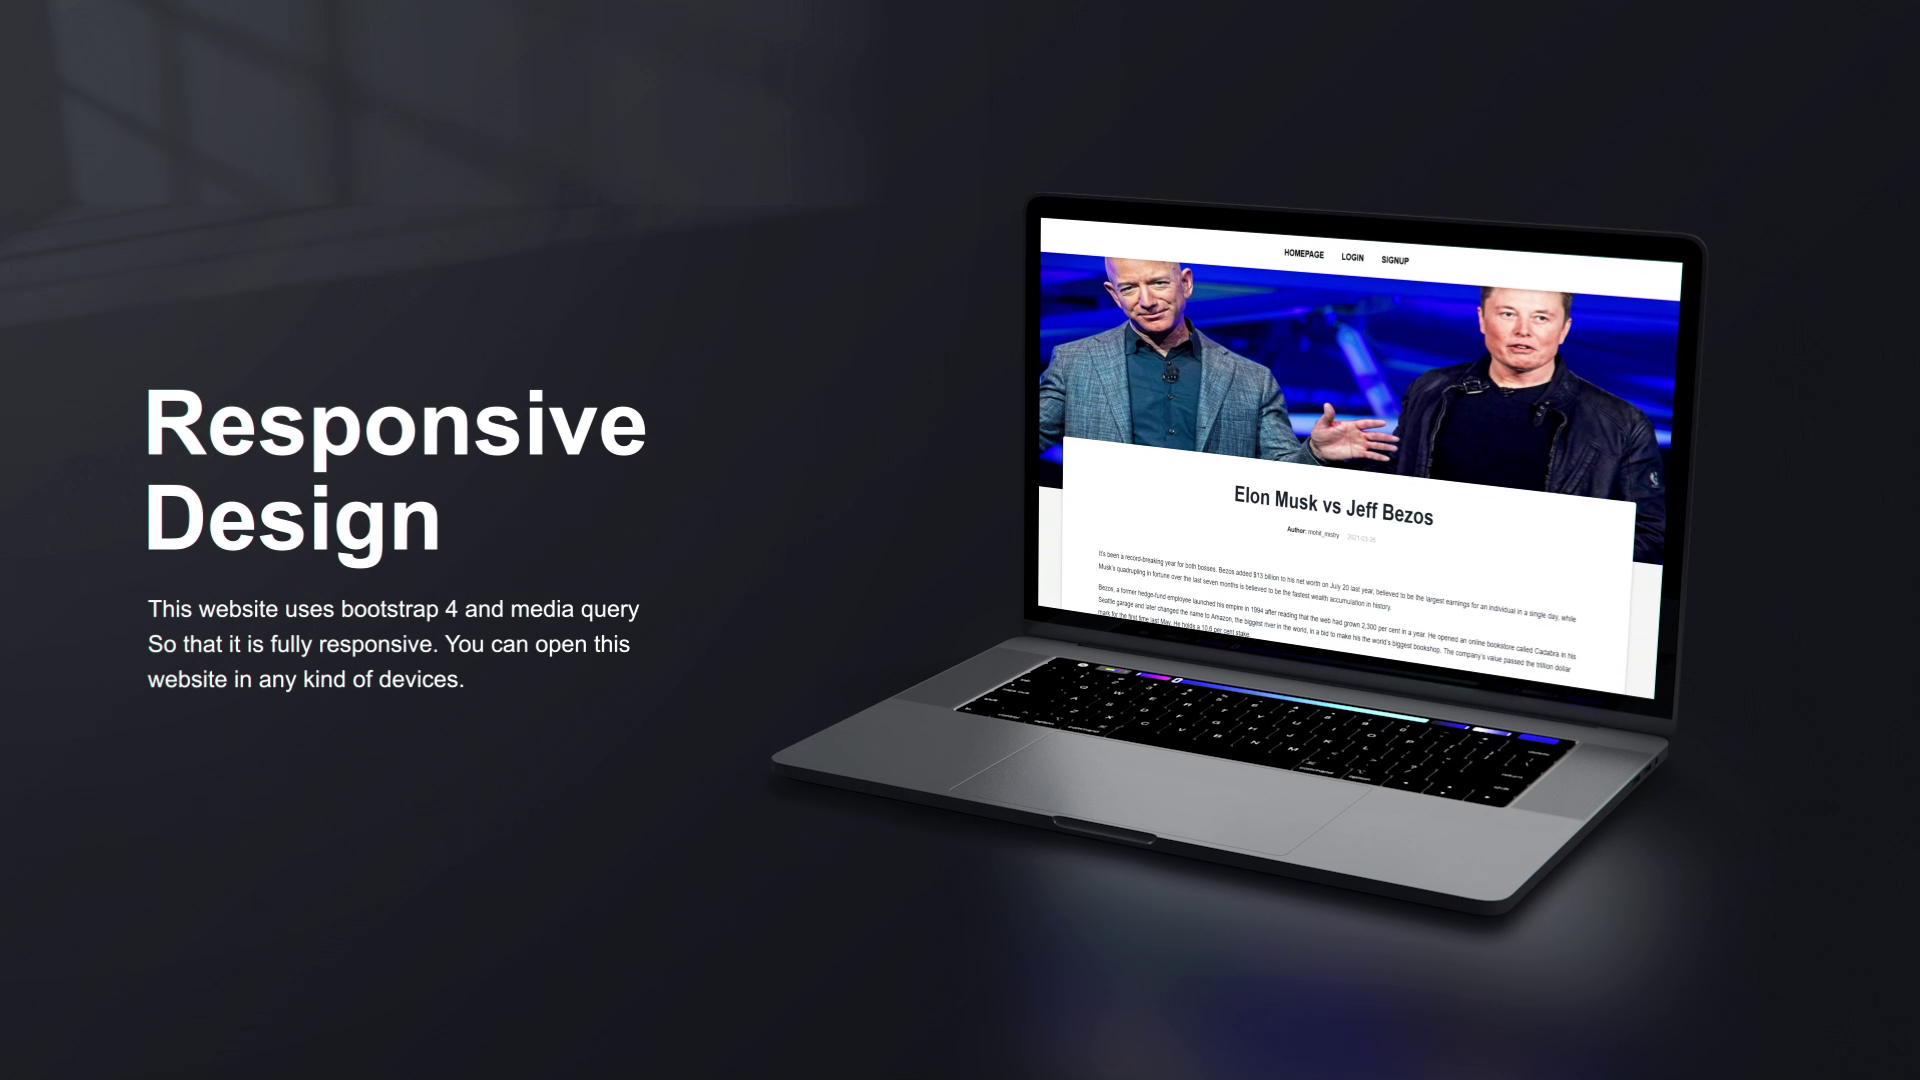 Responsive
Design
This website uses bootstrap 4 and media query
So that it is fully responsive. You can open this
website in any kind of devices.
HOMEPAGE LOGIN SIGNUP
Elon Musk vs Jeff Bezos
Author: mohit_mistry 2021-03-26
It's been a record-breaking year for both bosses. Bezos added $13 billion to his net worth on July 20 last year, believed to be the largest earnings for an individual in a single day, while
Musk's quadrupling in fortune over the last seven months is believed to be the fastest wealth accumulation in history.
Bezos, a former hedge-fund employee launched his empire in 1994 after reading that the web had grown 2,300 per cent in a year. He opened an online bookstore called Cadabra in his
Seattle garage and later changed the name to Amazon, the biggest river in the world, in a bid to make his the world's biggest bookshop. The company's value passed the trillion dollar
mark for the first time last May. He holds a 10.6 per cent stake